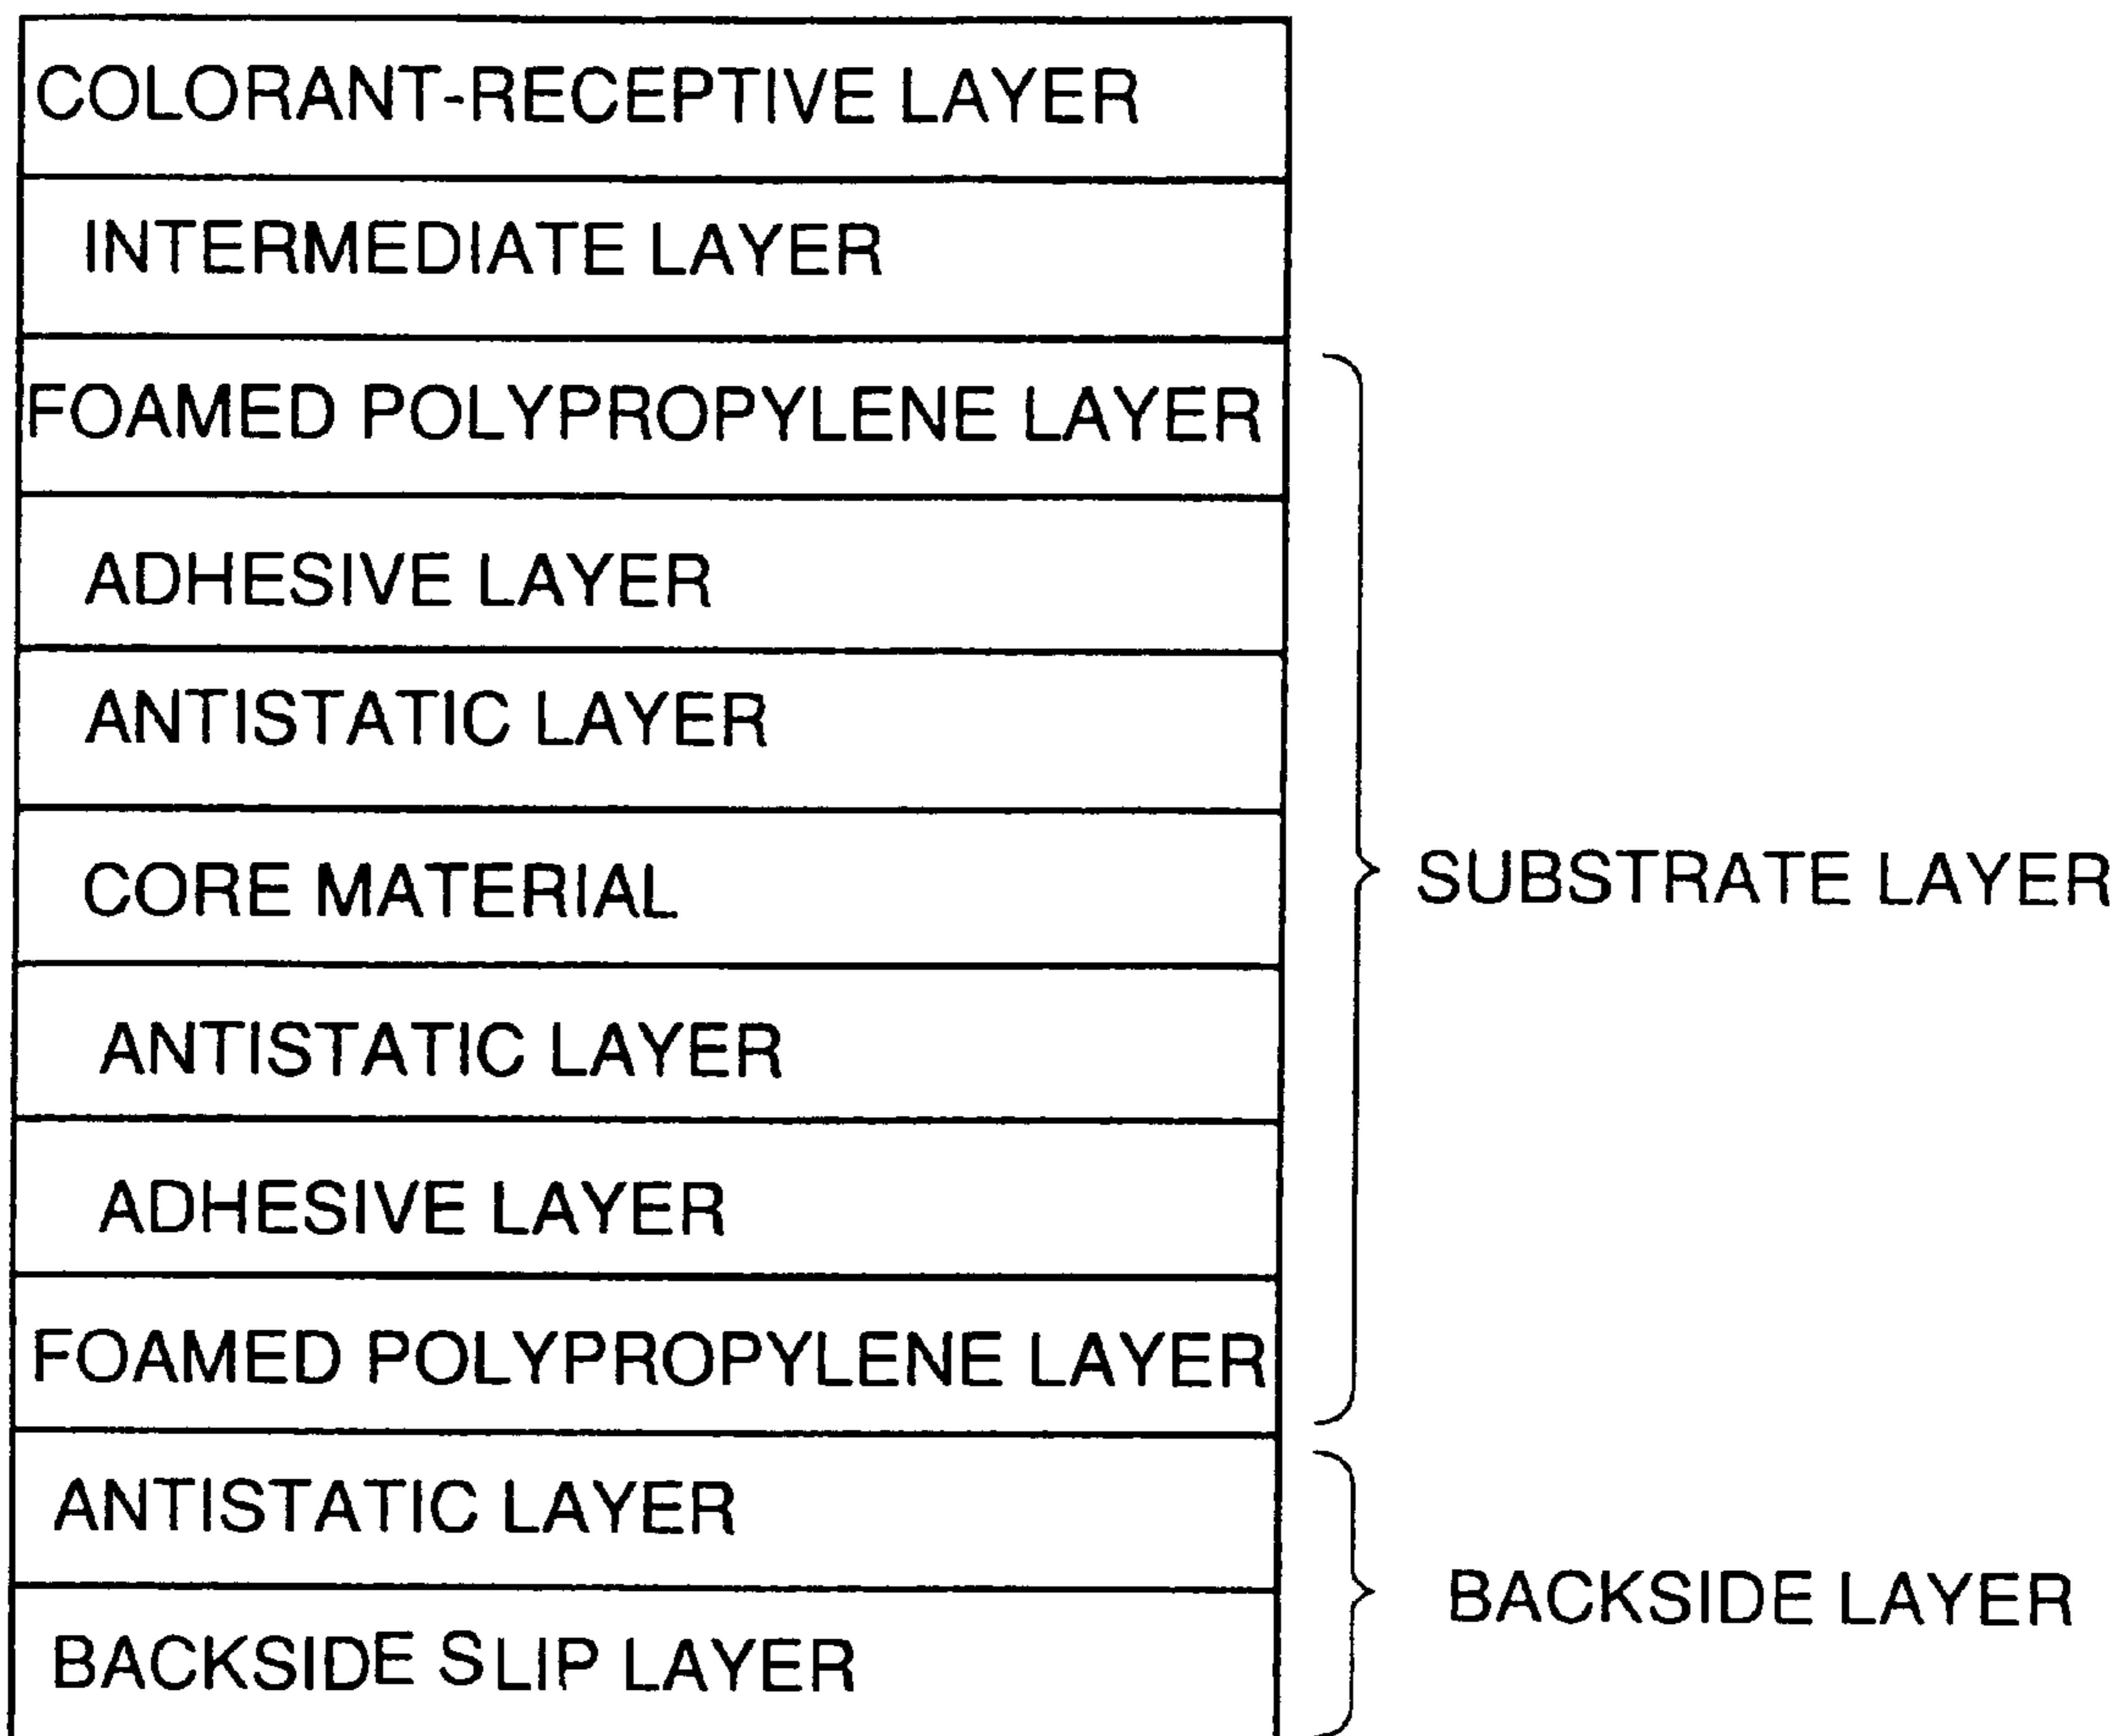 COLORANT-RECEPTIVE LAYER
INTERMEDIATE LAYER
FOAMED POLYPROPYLENE LAYER
ADHESIVE LAYER
ANTISTATIC LAYER
CORE MATERIAL
SUBSTRATE LAYER
ANTISTATIC LAYER
ADHESIVE LAYER
FOAMED POLYPROPYLENE LAYER
ANTISTATIC LAYER
BACKSIDE LAYER
BACKSIDE SLIP LAYER